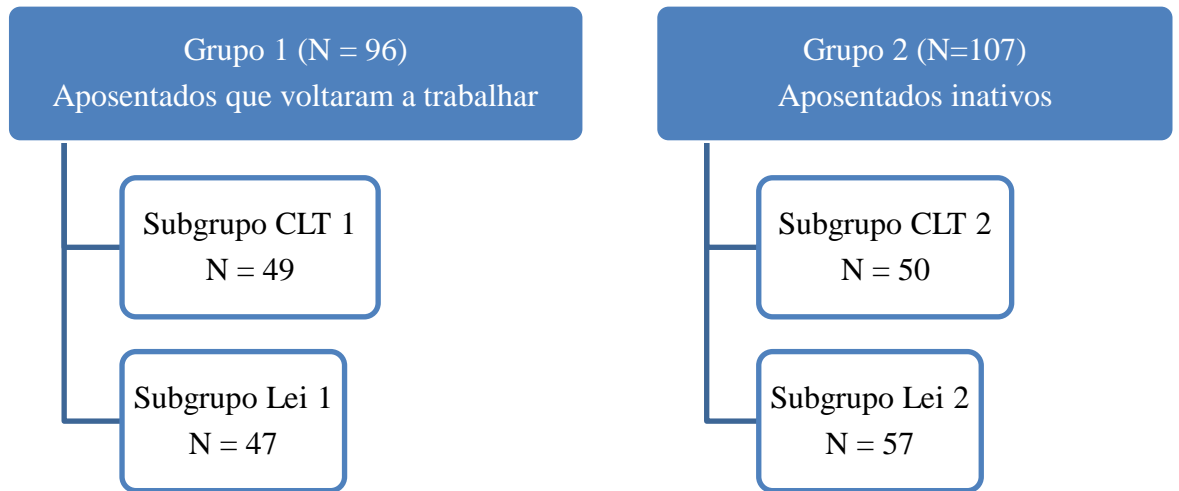 Grupo 1 (N = 96)
Aposentados que voltaram a trabalhar
Subgrupo CLT 1
N = 49
Subgrupo Lei 1
N = 47
Grupo 2 (N=107)
Aposentados inativos
Subgrupo CLT 2
N = 50
Subgrupo Lei 2
N = 57